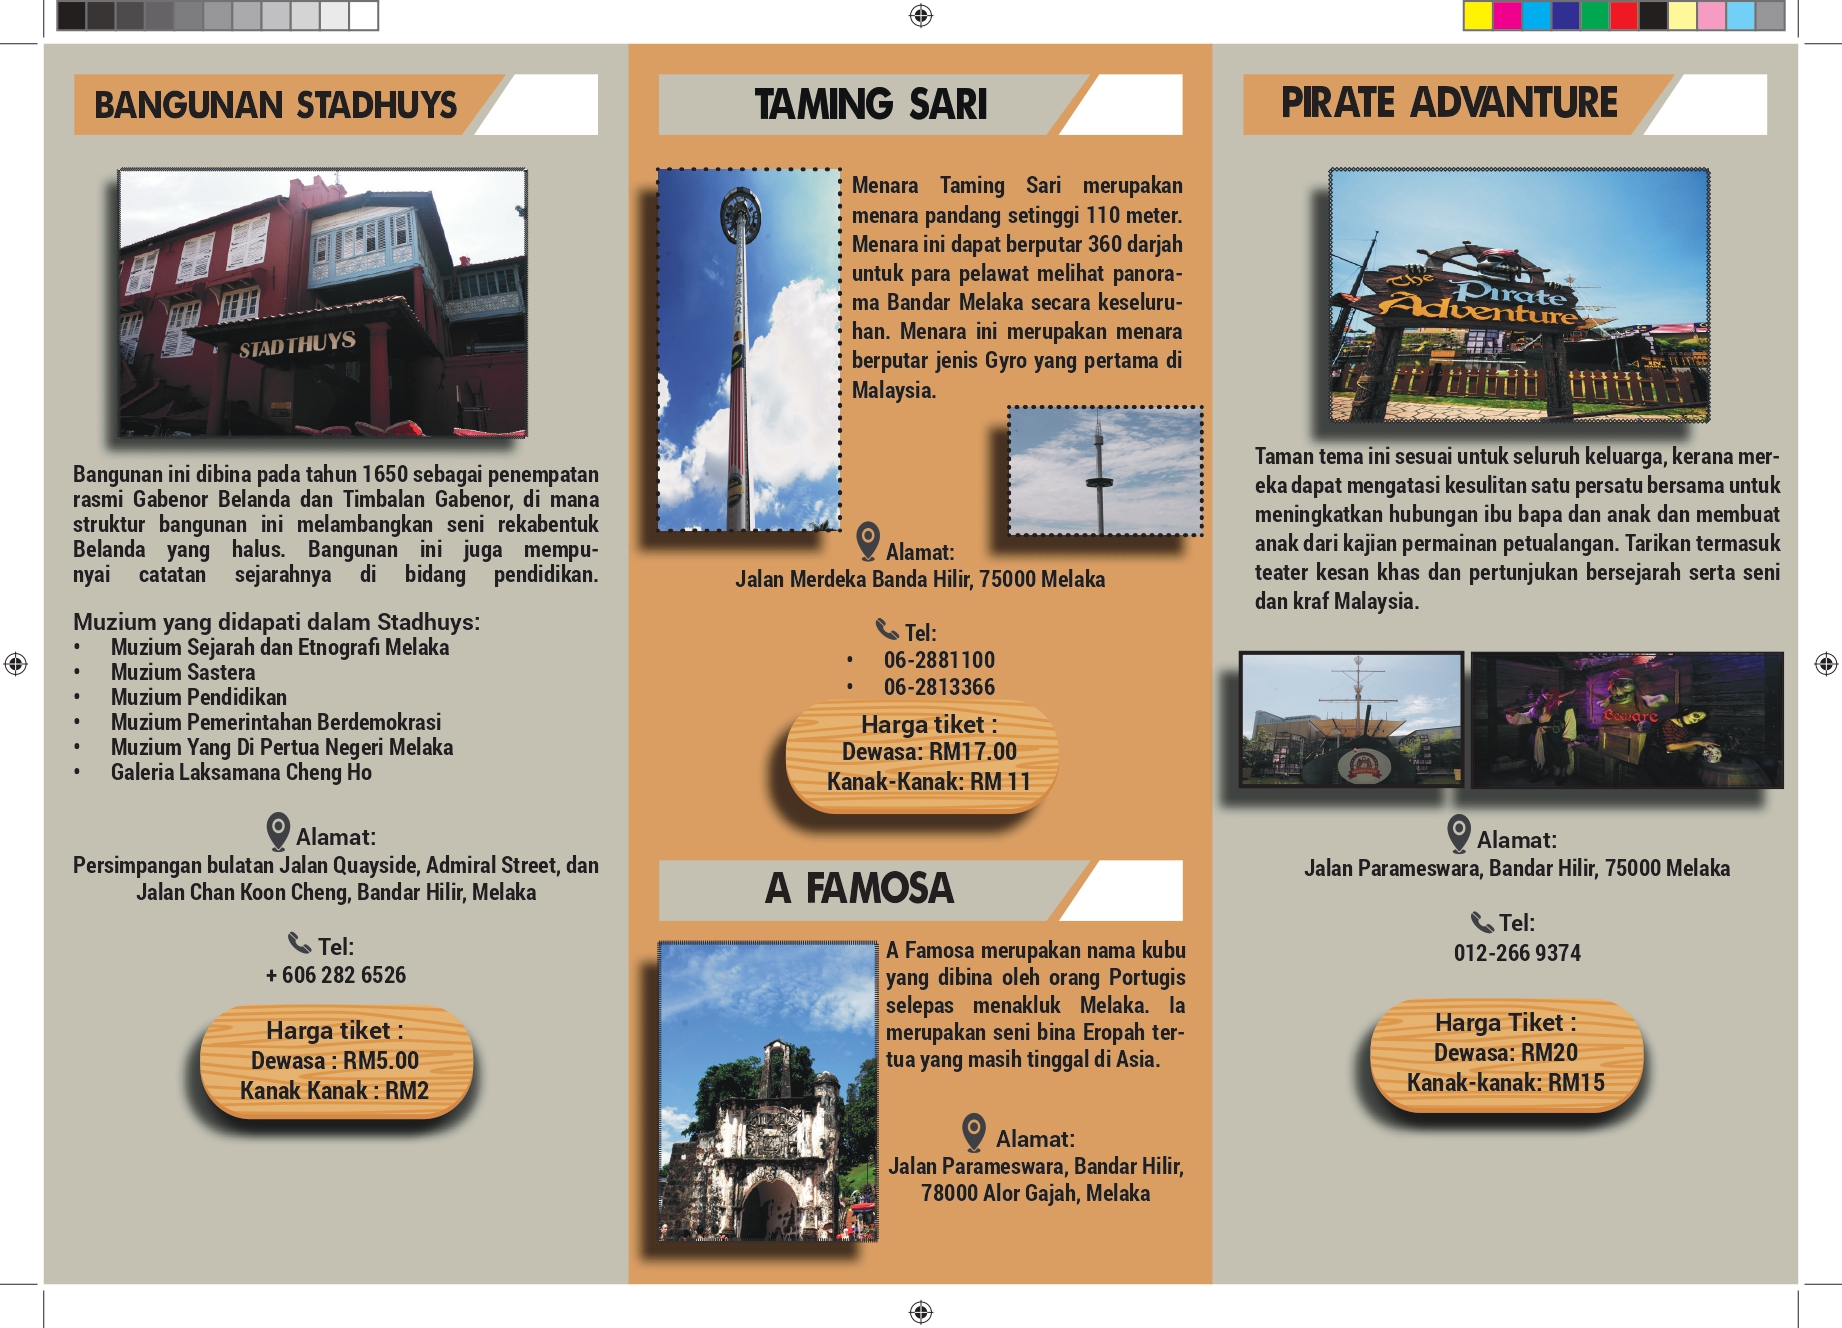 BANGUNAN STADHUYS
STADTHUYS
Bangunan ini dibina pada tahun 1650 sebagai penempatan
rasmi Gabenor Belanda dan Timbalan Gabenor, di mana
struktur bangunan ini melambangkan seni rekabentuk
Belanda yang halus. Bangunan ini juga mempu-
nyai catatan sejarahnya di bidang pendidikan.
Muzium yang didapati dalam Stadhuys:
• Muzium Sejarah dan Etnografi Melaka
• Muzium Sastera
• Muzium Pendidikan
• Muzium Pemerintahan Berdemokrasi
• Muzium Yang Di Pertua Negeri Melaka
• Galeria Laksamana Cheng Ho
Alamat:
Persimpangan bulatan Jalan Quayside, Admiral Street, dan
Jalan Chan Koon Cheng, Bandar Hilir, Melaka
Tel:
+ 606 282 6526
Harga tiket :
Dewasa : RM5.00
Kanak Kanak : RM2
TAMING SARI
Menara Taming Sari merupakan
menara pandang setinggi 110 meter.
Menara ini dapat berputar 360 darjah
untuk para pelawat melihat panora-
ma Bandar Melaka secara keseluru-
han. Menara ini merupakan menara
berputar jenis Gyro yang pertama di
Malaysia.
Alamat:
Jalan Merdeka Banda Hilir, 75000 Melaka
Tel:
• 06-2881100
• 06-2813366
Harga tiket :
Dewasa: RM17.00
Kanak-Kanak: RM 11
A FAMOSA
A Famosa merupakan nama kubu
yang dibina oleh orang Portugis
selepas menakluk Melaka. Ia
merupakan seni bina Eropah ter-
tua yang masih tinggal di Asia.
Alamat:
Jalan Parameswara, Bandar Hilir,
78000 Alor Gajah, Melaka
PIRATE ADVANTURE
The
Pirate
Adventure
Taman tema ini sesuai untuk seluruh keluarga, kerana mer-
eka dapat mengatasi kesulitan satu persatu bersama untuk
meningkatkan hubungan ibu bapa dan anak dan membuat
anak dari kajian permainan petualangan. Tarikan termasuk
teater kesan khas dan pertunjukan bersejarah serta seni
dan kraf Malaysia.
Beware
Alamat:
Jalan Parameswara, Bandar Hilir, 75000 Melaka
Tel:
012-266 9374
Harga Tiket :
Dewasa: RM20
Kanak-kanak: RM15